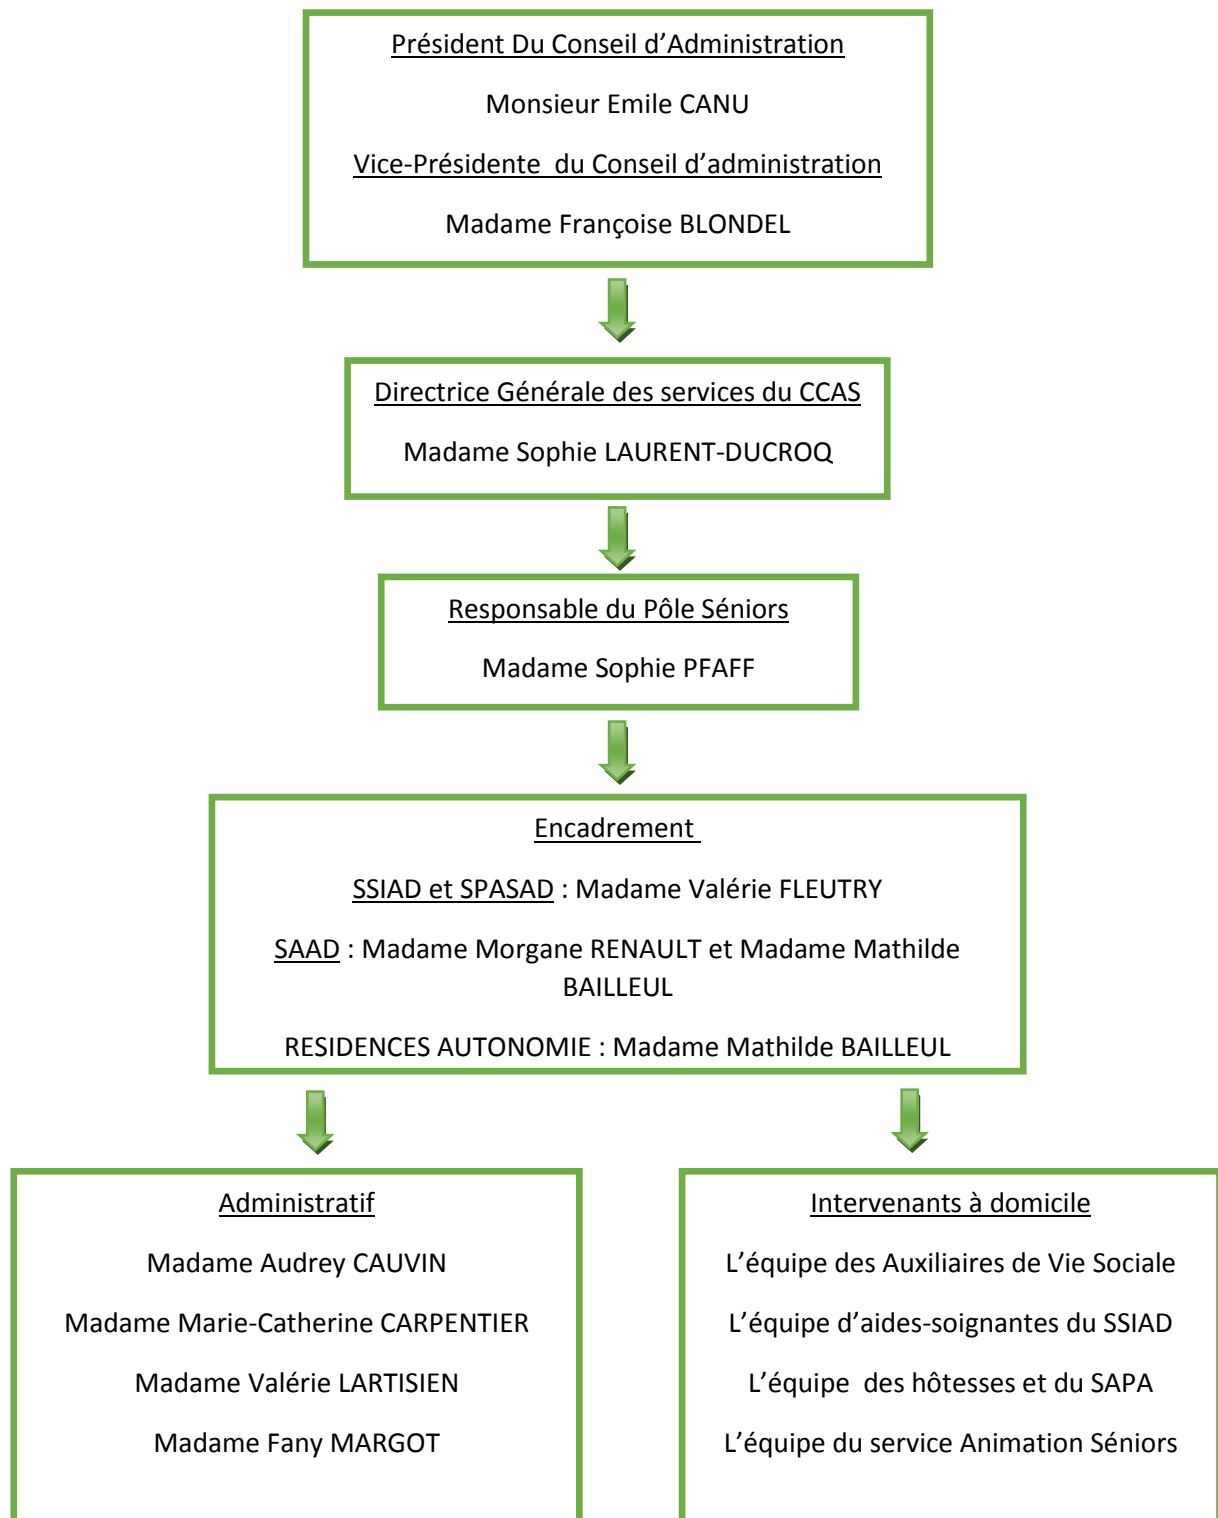 Président Du Conseil d’Administration
Monsieur Emile CANU
Vice-Présidente  du Conseil d’administration
Madame Françoise BLONDEL
Directrice Générale des services du CCAS
Madame Sophie LAURENT-DUCROQ
Responsable du Pôle Séniors
Madame Sophie PFAFF
Encadrement
SSIAD et SPASAD : Madame Valérie FLEUTRY
SAAD : Madame Morgane RENAULT et Madame Mathilde
BAILLEUL
RESIDENCES AUTONOMIE : Madame Mathilde BAILLEUL
Administratif
Madame Audrey CAUVIN
Madame Marie-Catherine CARPENTIER
Madame Valérie LARTISIEN
Madame Fany MARGOT
Intervenants à domicile
L’équipe des Auxiliaires de Vie Sociale
L’équipe d’aides-soignantes du SSIAD
L’équipe  des hôtesses et du SAPA
L’équipe du service Animation Séniors